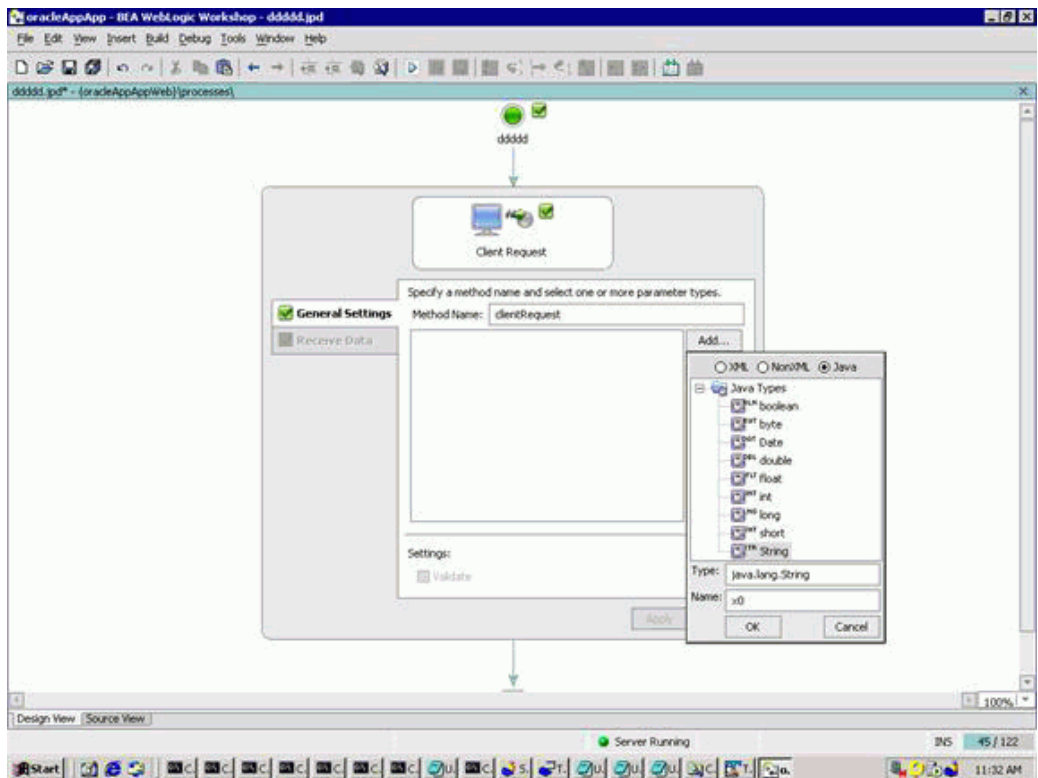 oracleAppApp - BEA WebLogic Workshop - ddddd.jpd
File Edit View Insert Build Debug Tools Window Help
ddddd.jpd* - {oracleAppAppWeb}\processes\
ddddd
Client Request
Specify a method name and select one or more parameter types.
General Settings
Method Name: clientRequest
Receive Data
Add...
XML NonXML Java
Java Types
boolean
byte
Date
double
float
int
long
short
String
Settings:
Validate
Type: java.lang.String
Name: x0
Apply
OK Cancel
100%
Design View Source View
Server Running INS 45/122
Start C. C. C. C. C. C. C. U. C. S. T. U. U. U. C. T. o. 11:32 AM